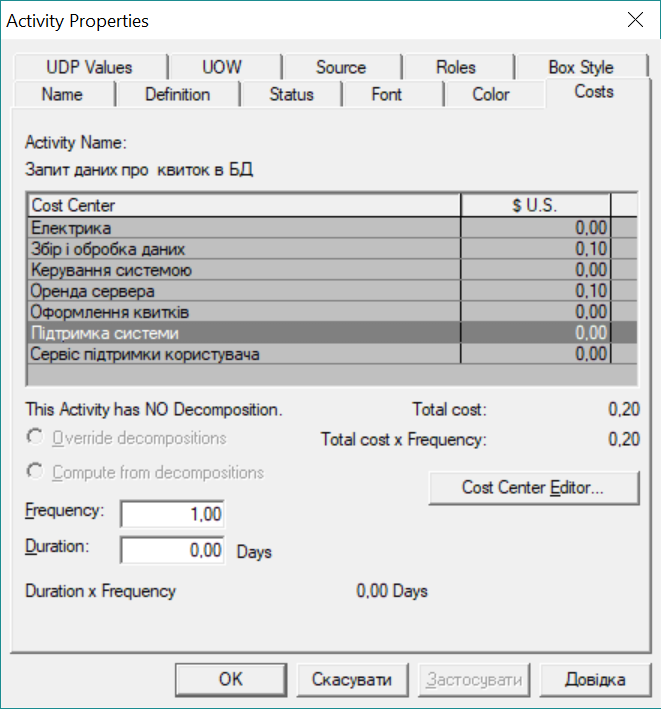 Activity Properties
UDP Values UOW Source Roles Box Style
Name Definition Status Font Color Costs
Activity Name:
Запит даних про квиток в БД
Cost Center $ U.S.
Електрика 0,00
Збір і обробка даних 0,10
Керування системою 0,00
Оренда сервера 0,10
Оформлення квитків 0,00
Підтримка системи 0,00
Сервіс підтримки користувача 0,00
This Activity has NO Decomposition. Total cost: 0,20
Override decompositions Total cost x Frequency: 0,20
Compute from decompositions
Cost Center Editor...
Frequency: 1,00
Duration: 0,00 Days
Duration x Frequency 0,00 Days
OK Скасувати Застосувати Довідка